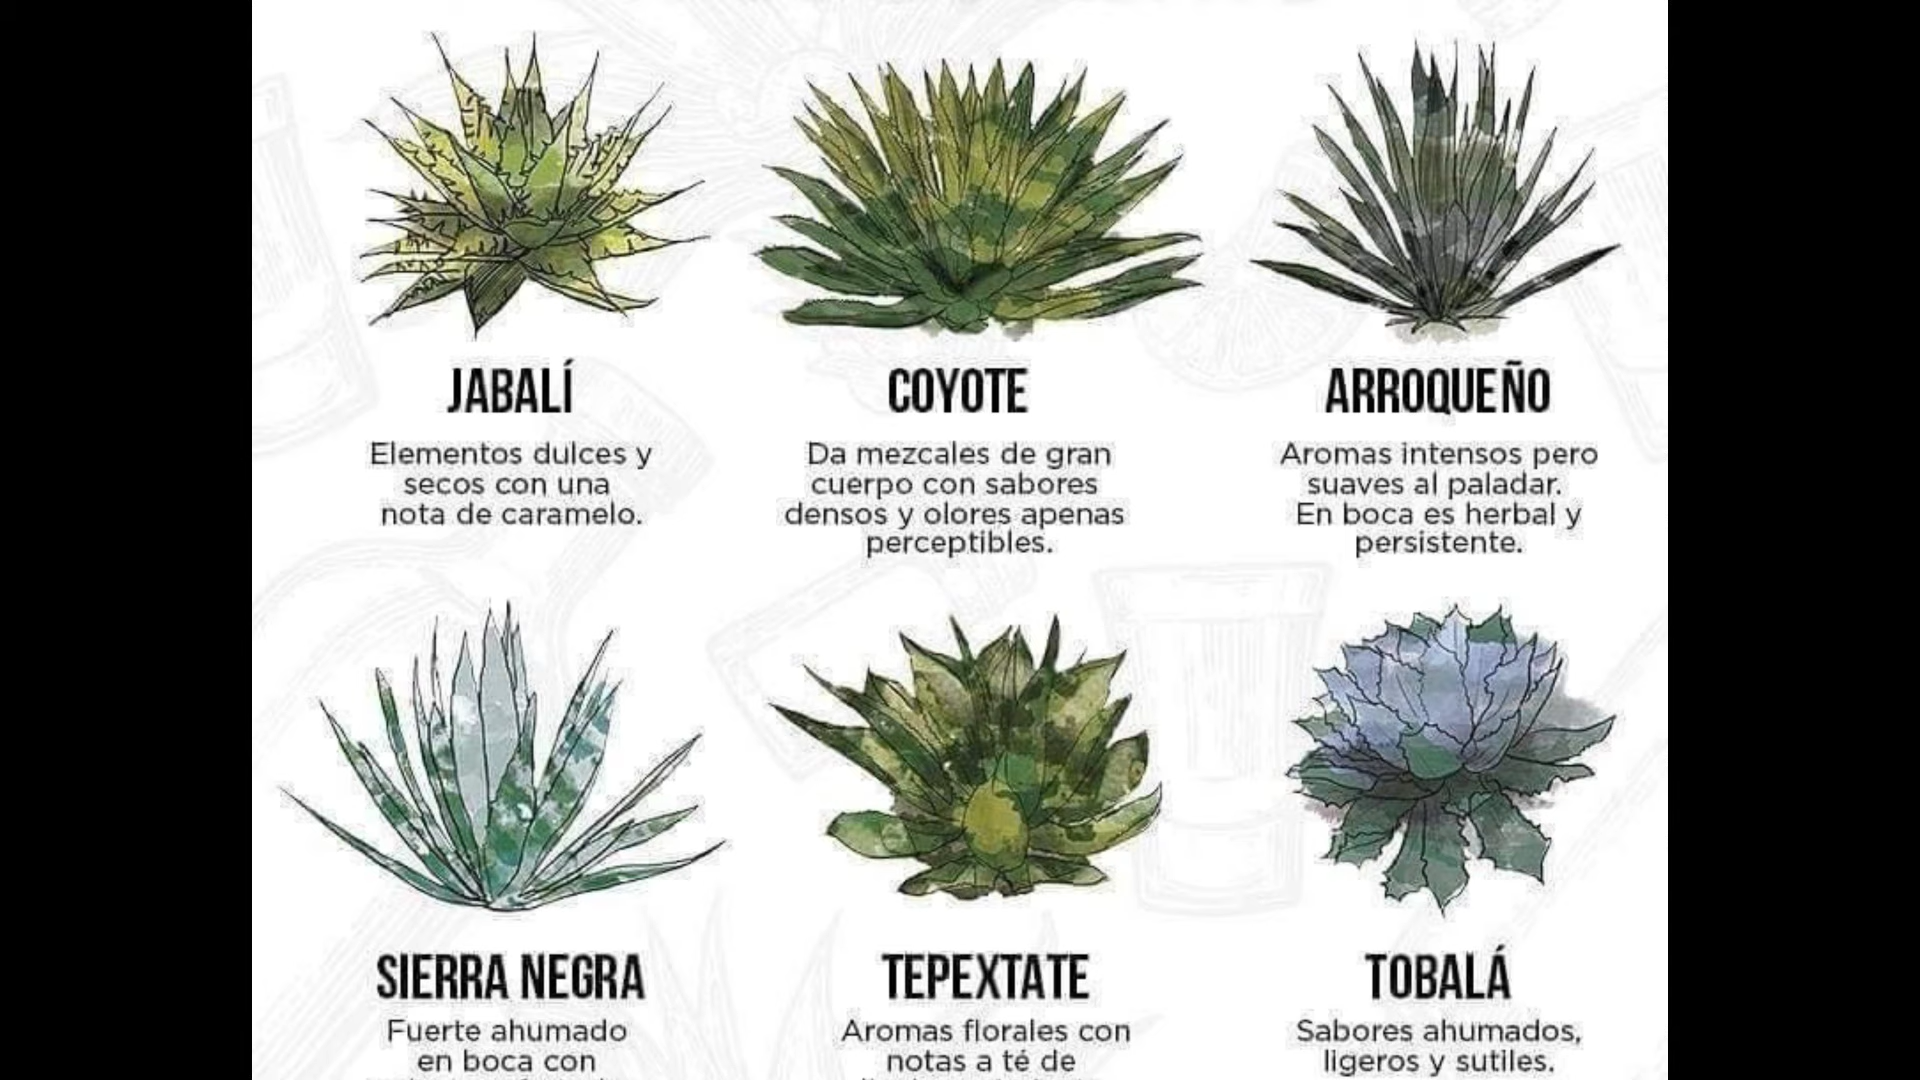 JABALÍ
Elementos dulces y
secos con una
nota de caramelo.
COYOTE
Da mezcales de gran
cuerpo con sabores
densos y olores apenas
perceptibles.
ARROQUEÑO
Aromas intensos pero
suaves al paladar.
En boca es herbal y
persistente.
SIERRA NEGRA
Fuerte ahumado
en boca con
TEPEXTATE
Aromas florales con
notas a té de
TOBALÁ
Sabores ahumados,
ligeros y sutiles.